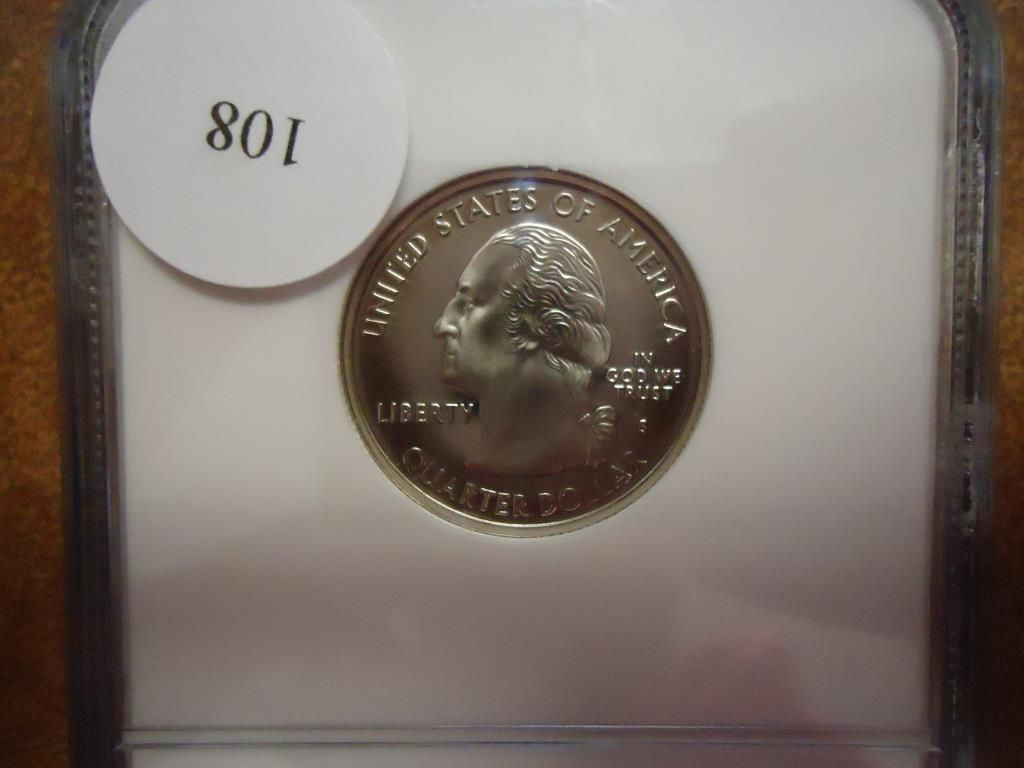 108
UNITED STATES OF AMERICA
IN
GOD WE
TRUST
LIBERTY
S
QUARTER DOLLAR